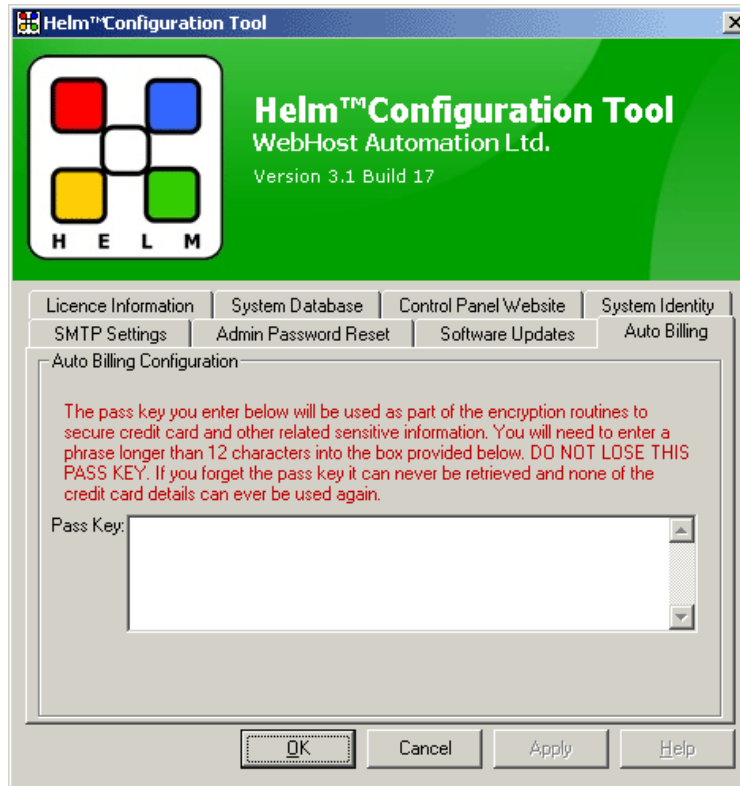 Helm™Configuration Tool
Helm™Configuration Tool
WebHost Automation Ltd.
Version 3.1 Build 17
H E L M
Licence Information System Database Control Panel Website System Identity
SMTP Settings Admin Password Reset Software Updates Auto Billing
Auto Billing Configuration
The pass key you enter below will be used as part of the encryption routines to
secure credit card and other related sensitive information. You will need to enter a
phrase longer than 12 characters into the box provided below. DO NOT LOSE THIS
PASS KEY. If you forget the pass key it can never be retrieved and none of the
credit card details can ever be used again.
Pass Key:
OK Cancel Apply Help